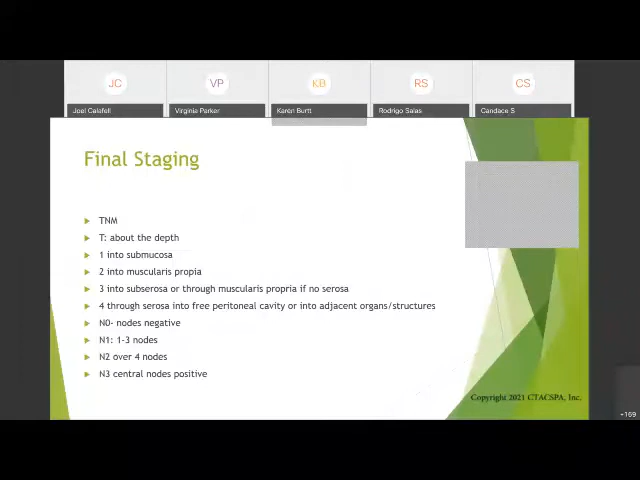 JC
VP
KB
RS
CS
Joel Calafell
Virginia Parker
Karen Burtt
Rodrigo Salas
Candace S
Final Staging
TNM
T: about the depth
1 into submucosa
2 into muscularis propia
3 into subserosa or through muscularis propria if no serosa
4 through serosa into free peritoneal cavity or into adjacent organs/structures
N0- nodes negative
N1: 1-3 nodes
N2 over 4 nodes
N3 central nodes positive
Copyright 2021 CTACSPA, Inc.
+169